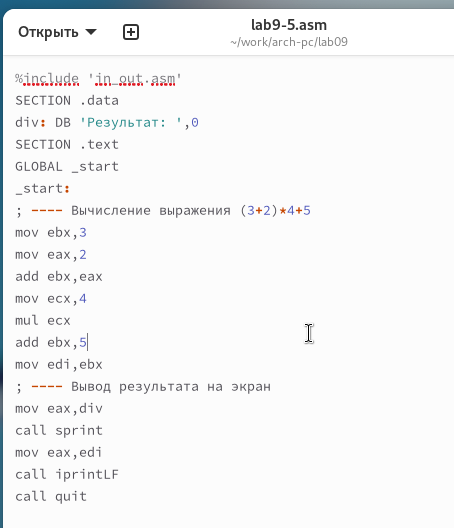 Открыть
lab9-5.asm
~/work/arch-pc/lab09
%include 'in_out.asm'
SECTION .data
div: DB 'Результат: ',0
SECTION .text
GLOBAL _start
_start:
; ---- Вычисление выражения (3+2)*4+5
mov ebx,3
mov eax,2
add ebx,eax
mov ecx,4
mul ecx
add ebx,5
mov edi,ebx
; ---- Вывод результата на экран
mov eax,div
call sprint
mov eax,edi
call iprintLF
call quit